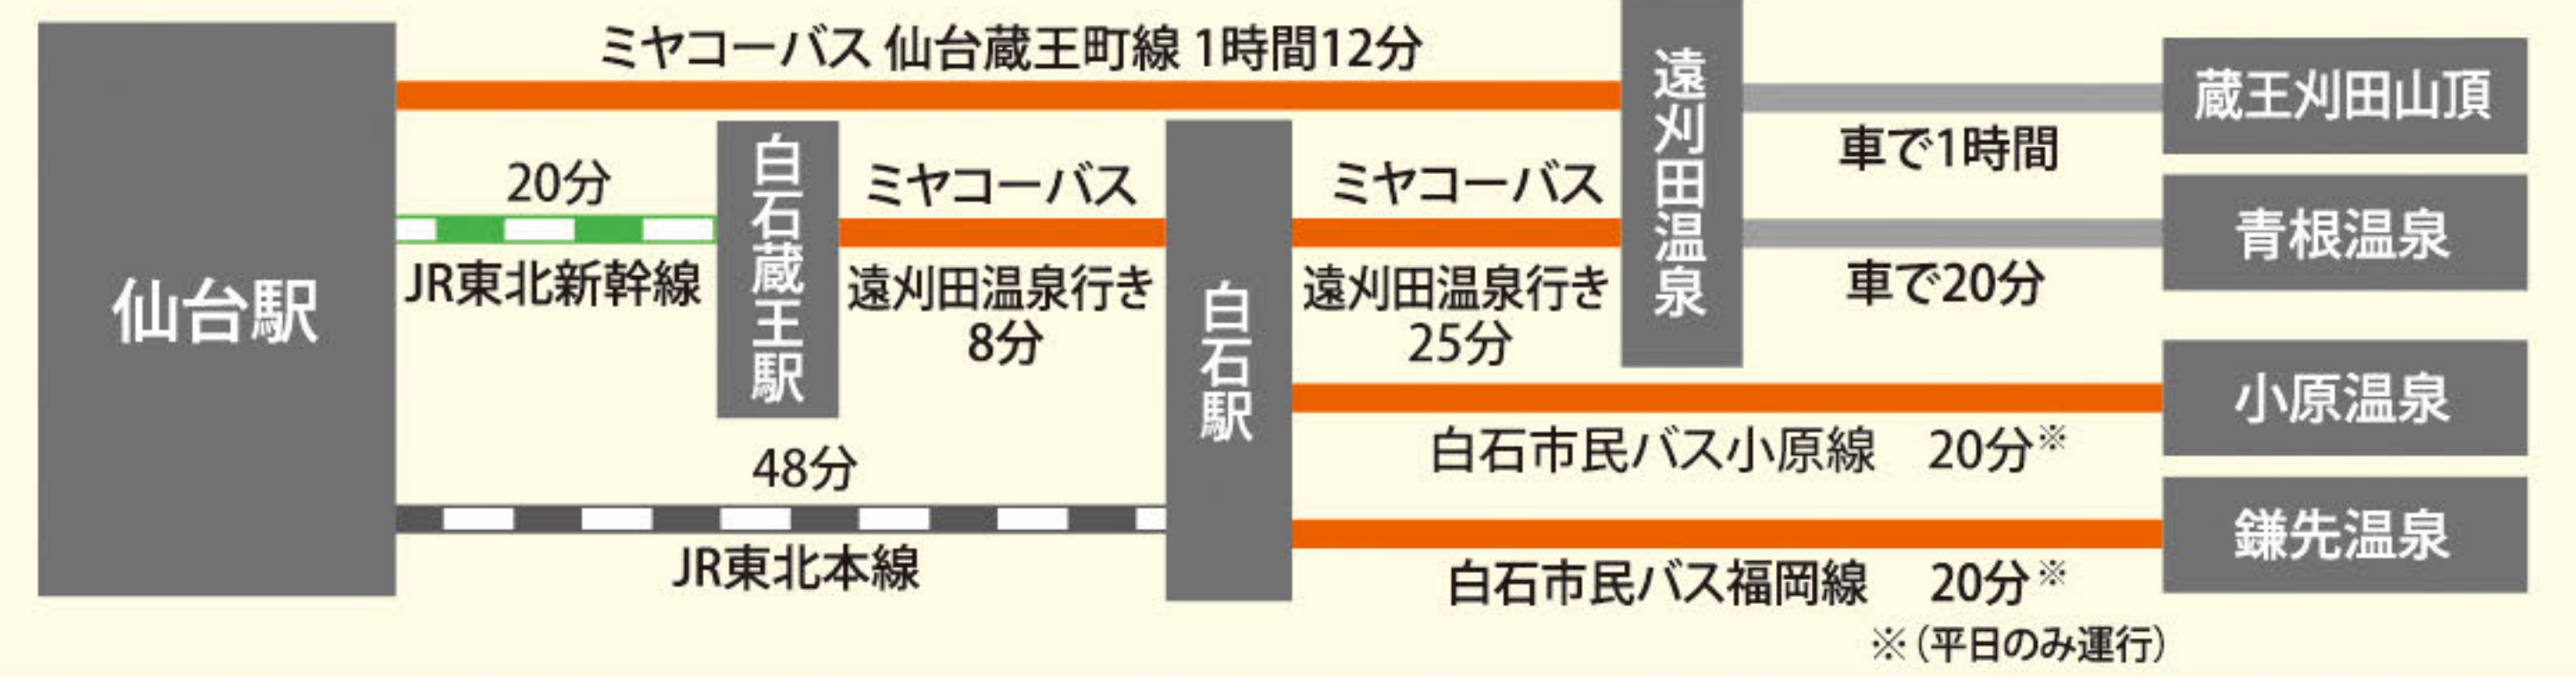 仙台駅
ミヤコーバス 仙台蔵王町線 1時間12分
20分
JR東北新幹線
白石蔵王駅
ミヤコーバス
遠刈田温泉行き
8分
48分
JR東北本線
白石駅
ミヤコーバス
遠刈田温泉行き
25分
遠刈田温泉
車で1時間
蔵王刈田山頂
車で20分
青根温泉
白石市民バス小原線　20分※
小原温泉
白石市民バス福岡線　20分※
鎌先温泉
※（平日のみ運行）